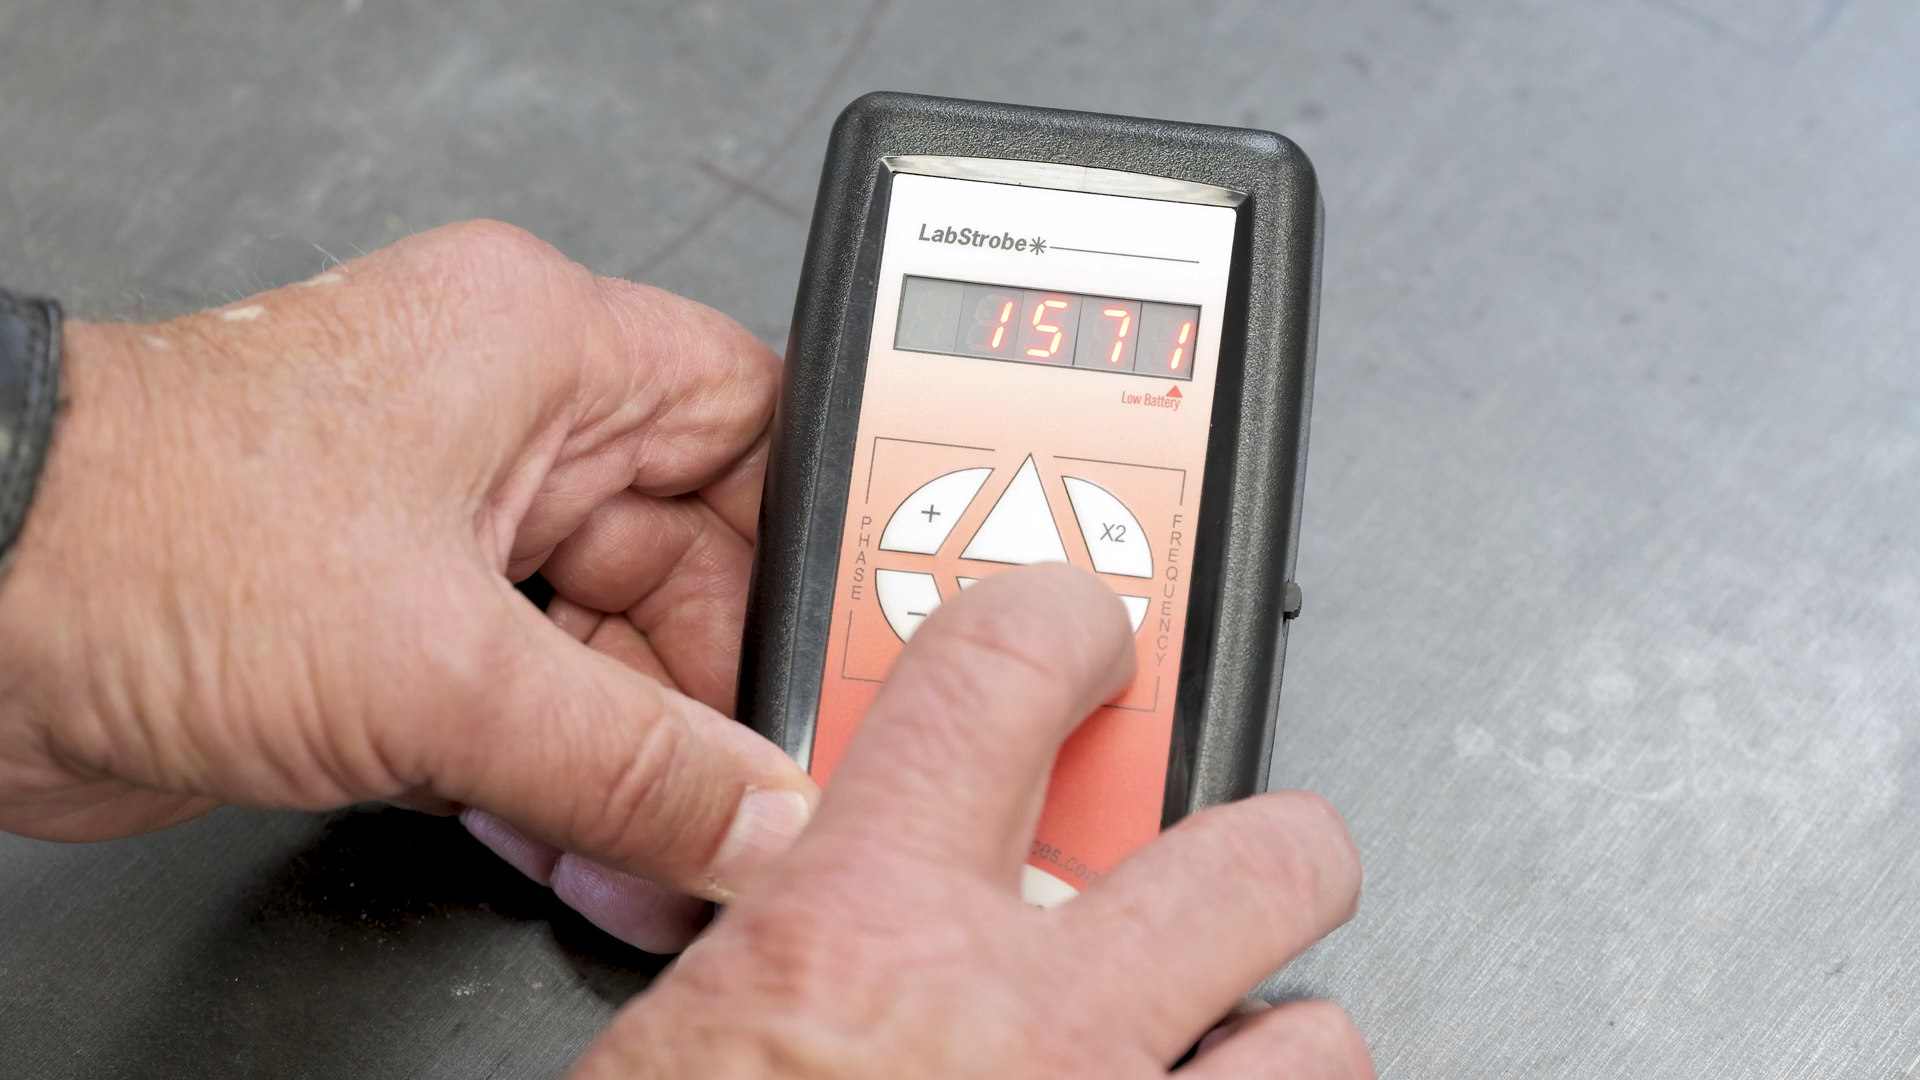 LabStrobe✳
1571
Low Battery
+
X2
PHASE
FREQUENCY
−